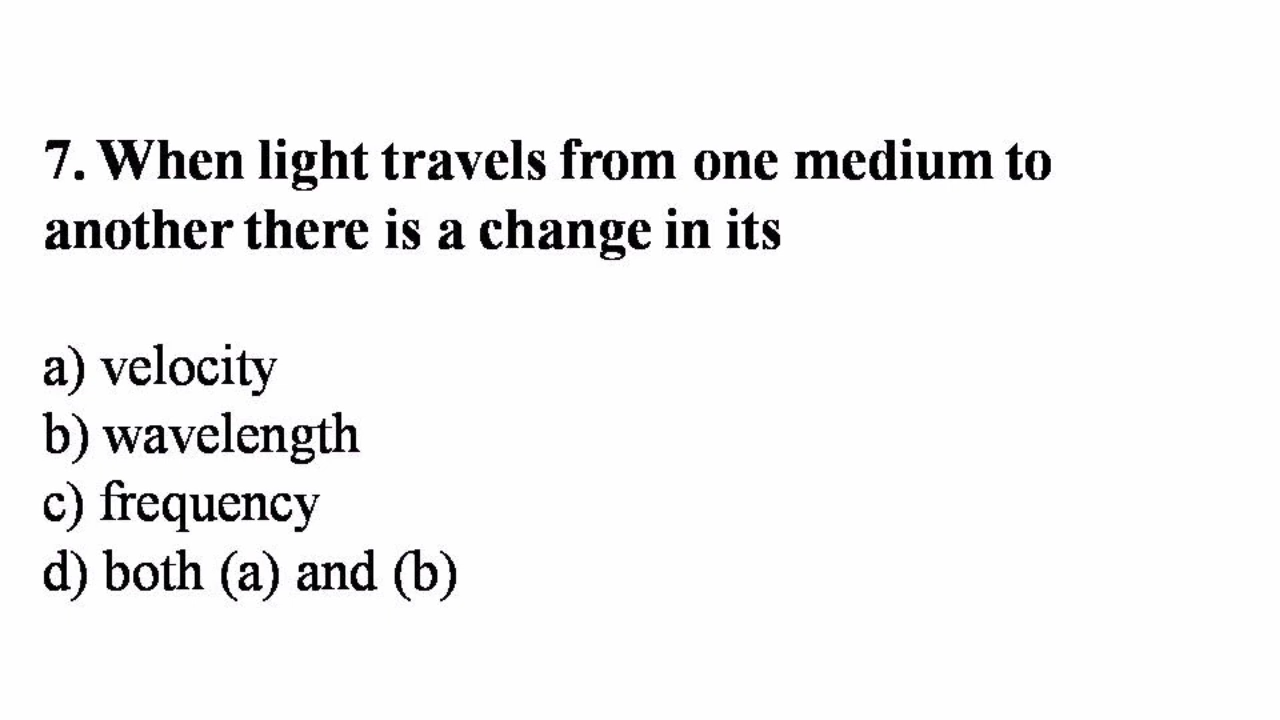 7. When light travels from one medium to
another there is a change in its
a) velocity
b) wavelength
c) frequency
d) both (a) and (b)